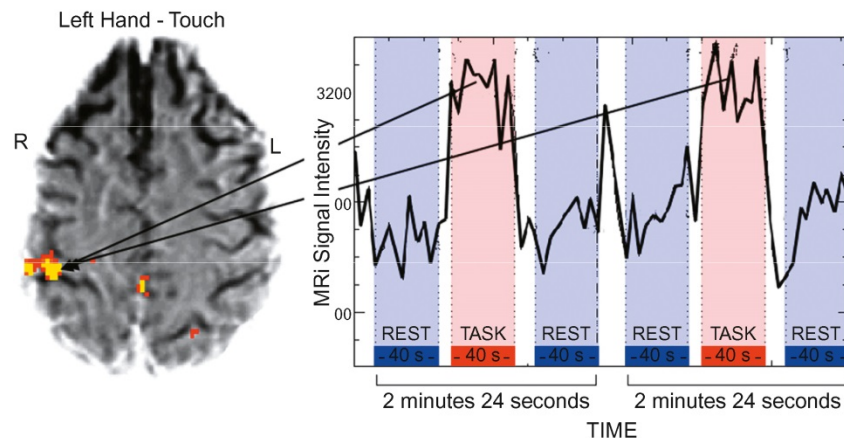 Left Hand - Touch
R
L
MRi Signal Intensity
3200
00
00
REST TASK REST REST TASK REST
- 40 s - - 40 s - - 40 s - - 40 s - - 40 s - - 40 s -
2 minutes 24 seconds 2 minutes 24 seconds
TIME